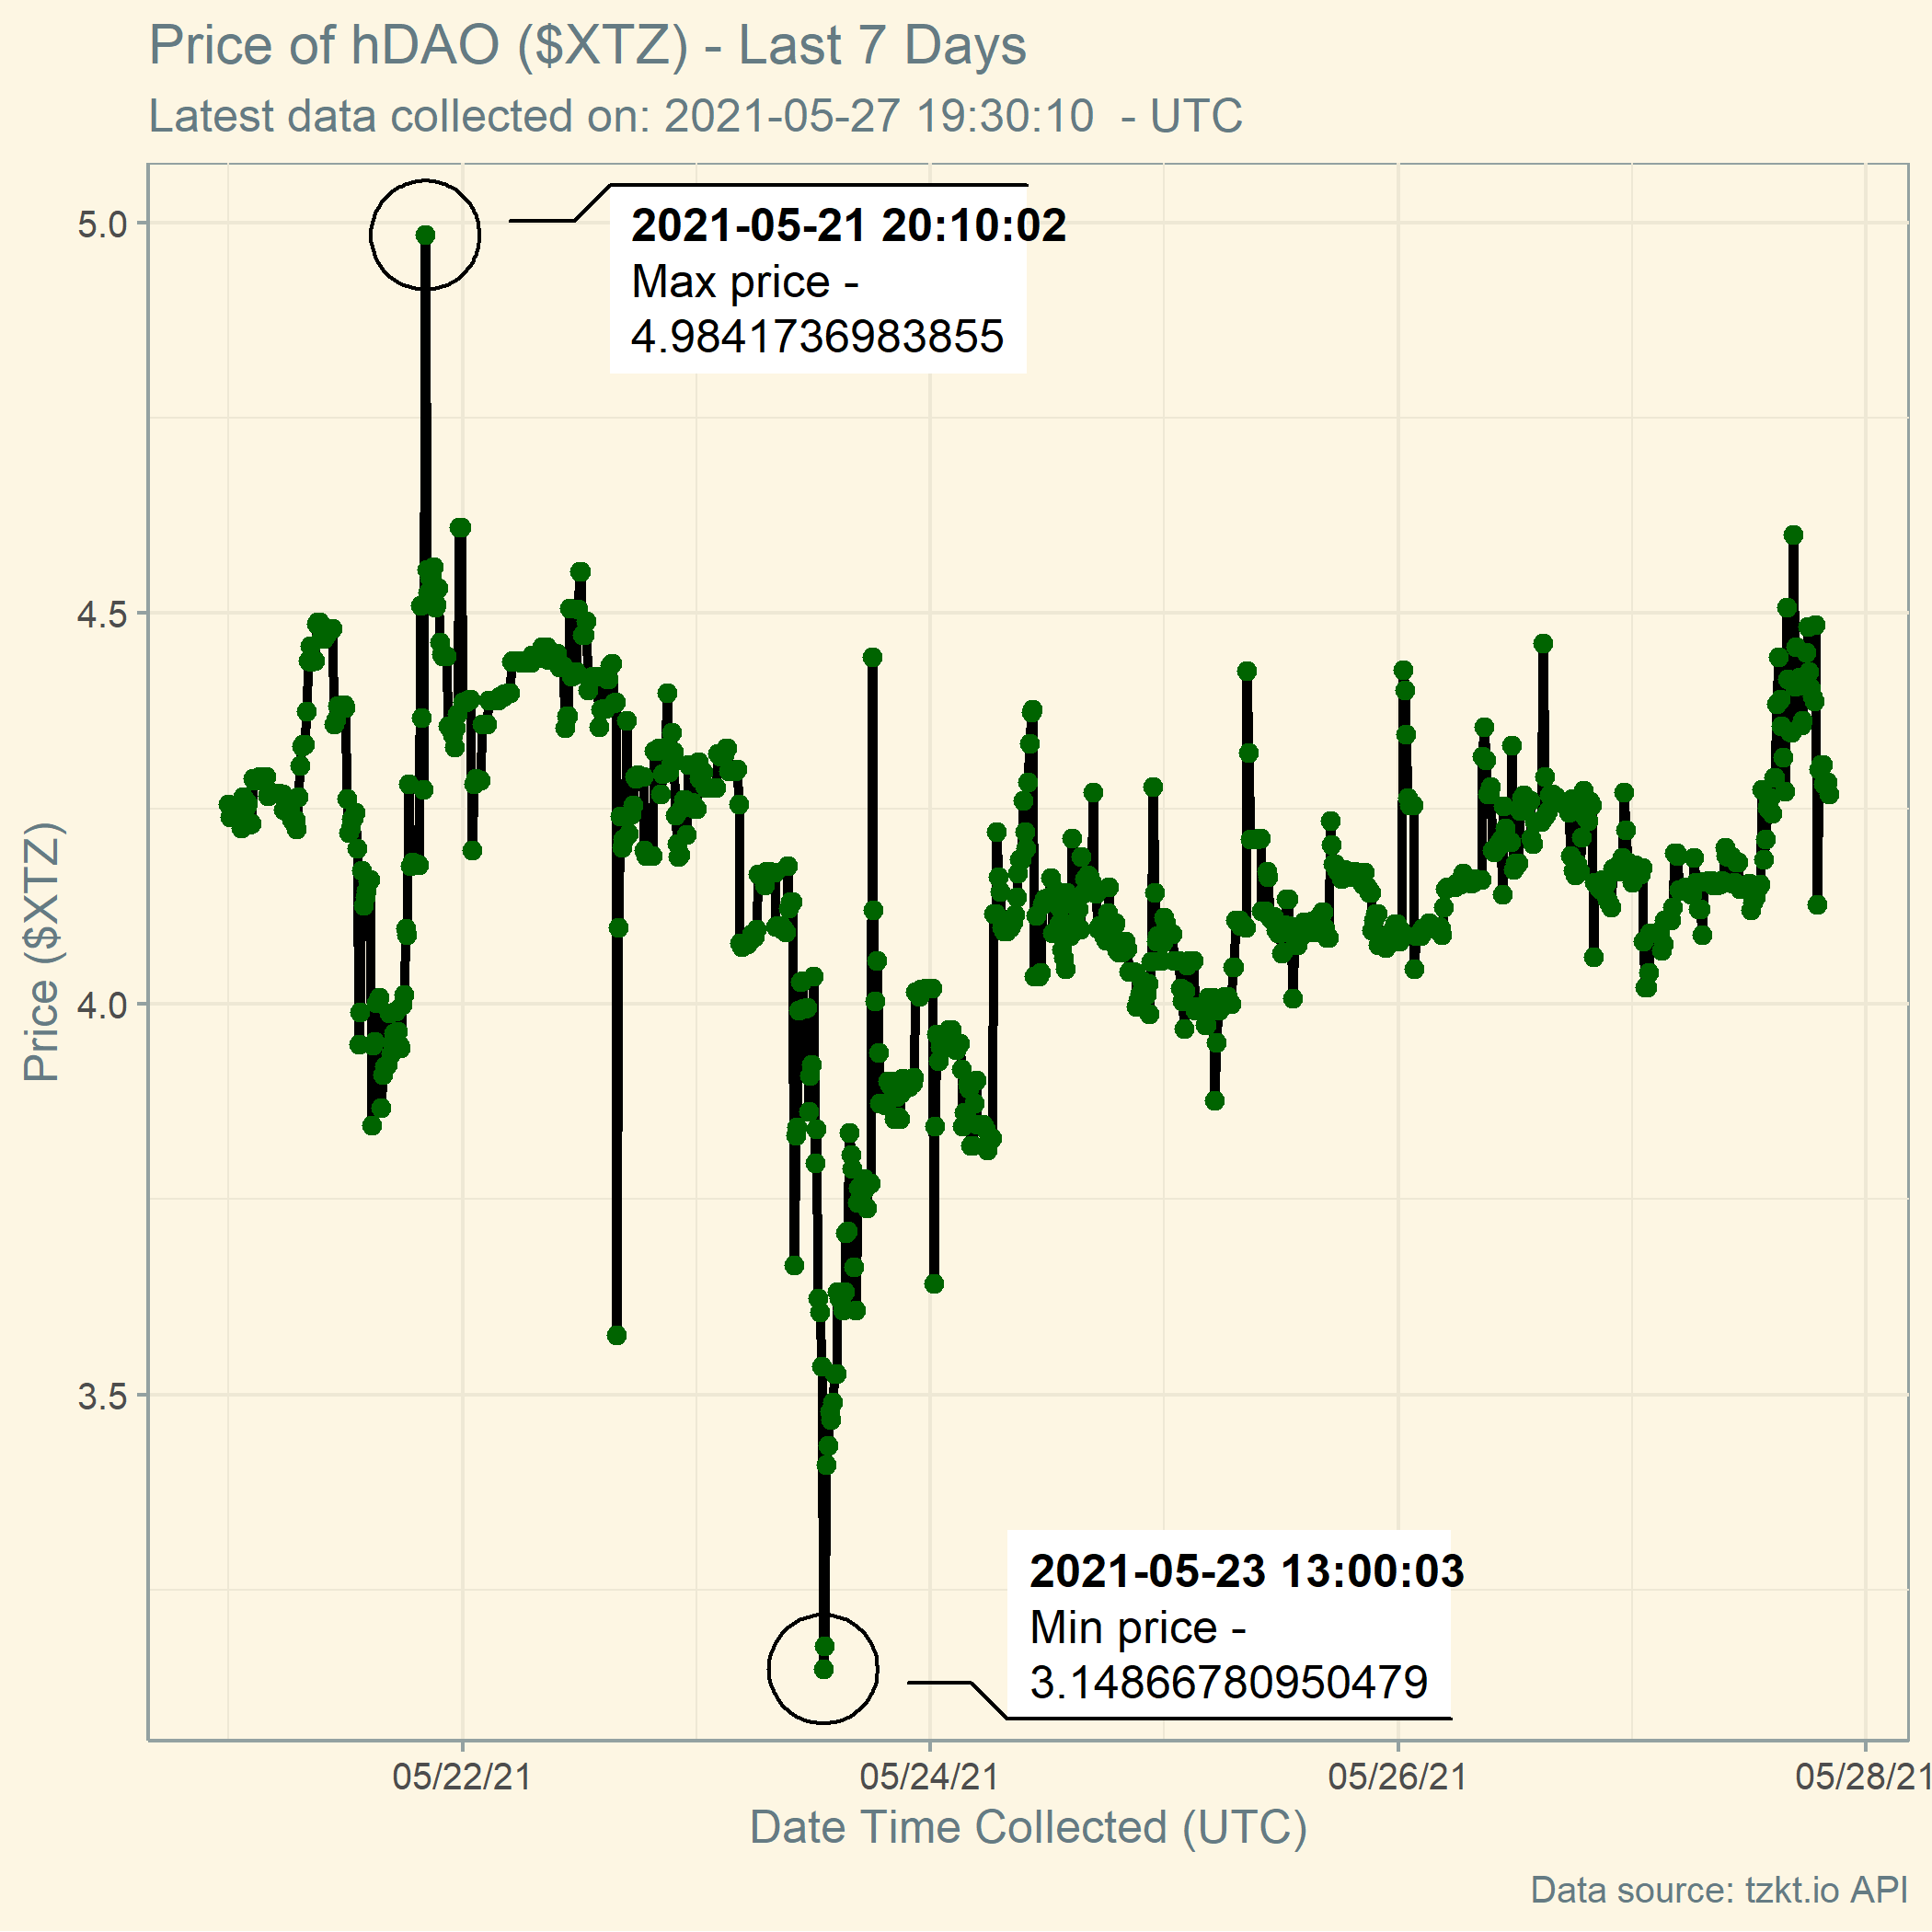 Price of hDAO ($XTZ) - Last 7 Days
Latest data collected on: 2021-05-27 19:30:10  - UTC
2021-05-21 20:10:02
Max price -
4.9841736983855
5.0
4.5
4.0
3.5
Price ($XTZ)
2021-05-23 13:00:03
Min price -
3.14866780950479
05/22/21
05/24/21
05/26/21
05/28/21
Date Time Collected (UTC)
Data source: tzkt.io API